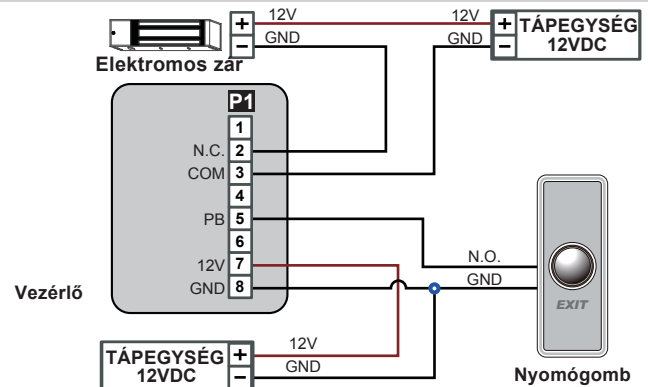 + 12V 12V + TÁPEGYSÉG
− GND GND − 12VDC
Elektromos zár
P1
1
N.C. 2
COM 3
4
PB 5
6
12V 7
GND 8
N.O.
GND
EXIT
Vezérlő
Nyomógomb
TÁPEGYSÉG + 12V
12VDC − GND